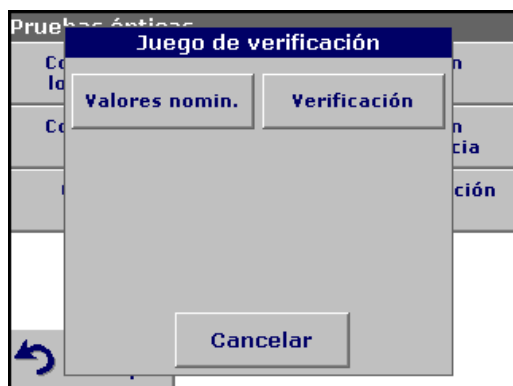 Pruebas ópticas
Juego de verificación
Valores nomin.
Verificación
Cancelar